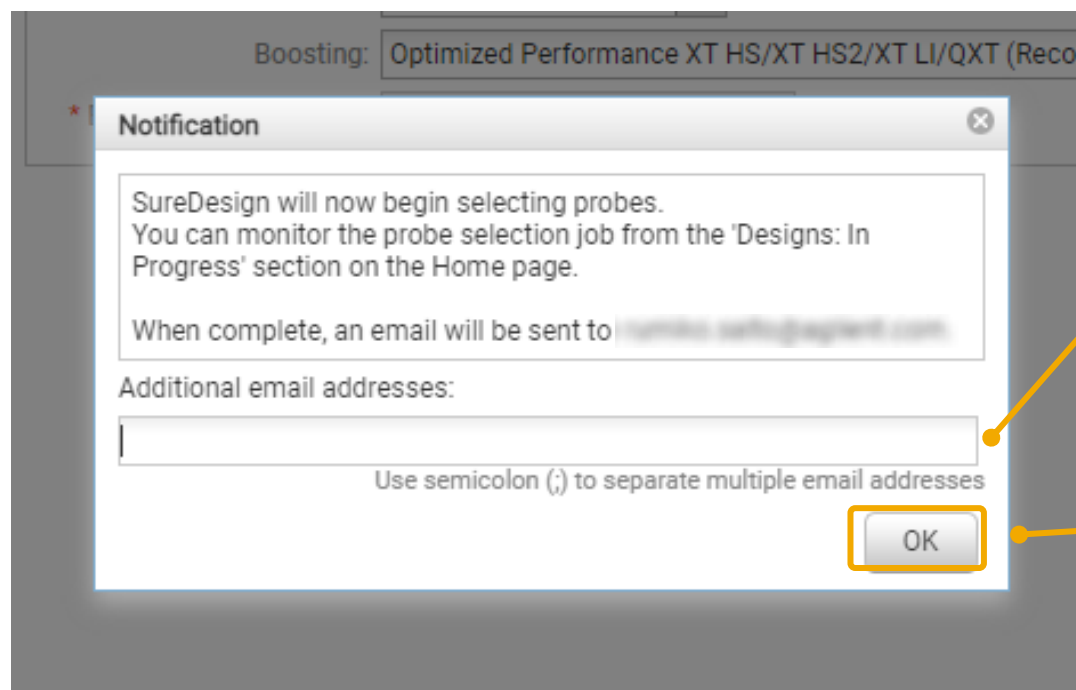 Boosting: Optimized Performance XT HS/XT HS2/XT LI/QXT (Reco
*
Notification
SureDesign will now begin selecting probes.
You can monitor the probe selection job from the 'Designs: In
Progress' section on the Home page.
When complete, an email will be sent to
Additional email addresses:
Use semicolon (;) to separate multiple email addresses
OK